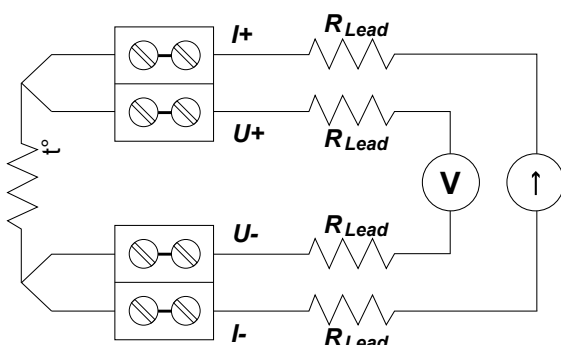 I+
R Lead
U+
R Lead
t°
V
↑
U-
R Lead
I-
R Lead